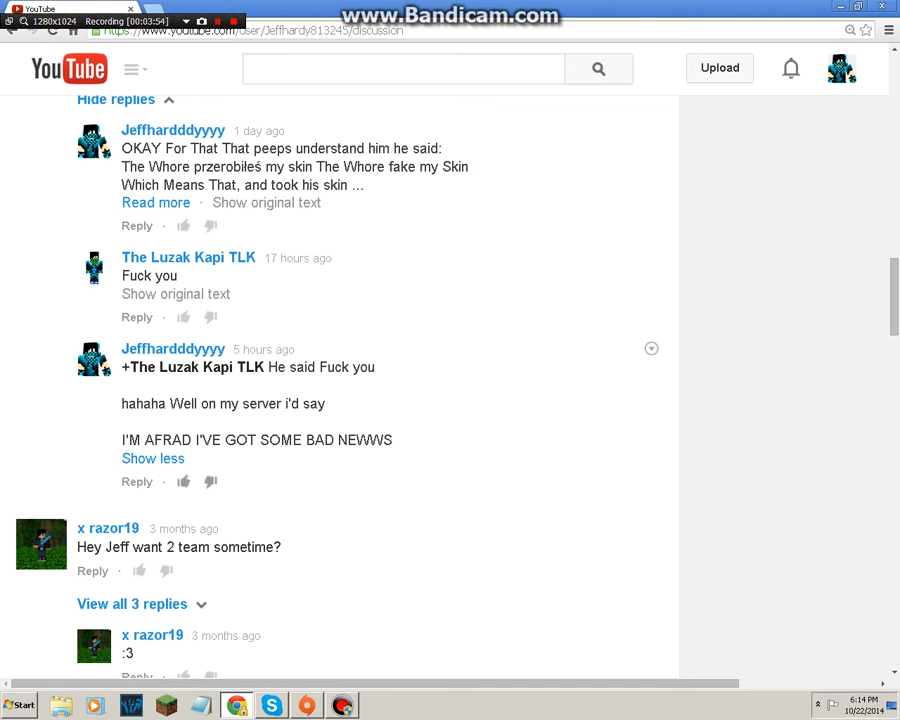 www.Bandicam.com
YouTube
1280x1024 Recording [00:03:54]
https://www.youtube.com/user/Jeffhardy813245/discussion
YouTube
Upload
Hide replies
Jeffhardddyyyy 1 day ago
OKAY For That That peeps understand him he said:
The Whore przerobiłeś my skin The Whore fake my Skin
Which Means That, and took his skin ...
Read more · Show original text
Reply ·
The Luzak Kapi TLK 17 hours ago
Fuck you
Show original text
Reply ·
Jeffhardddyyyy 5 hours ago
+The Luzak Kapi TLK He said Fuck you
hahaha Well on my server i'd say
I'M AFRAD I'VE GOT SOME BAD NEWWS
Show less
Reply ·
x razor19 3 months ago
Hey Jeff want 2 team sometime?
Reply ·
View all 3 replies
x razor19 3 months ago
:3
Reply ·
Start
6:14 PM
10/22/2014